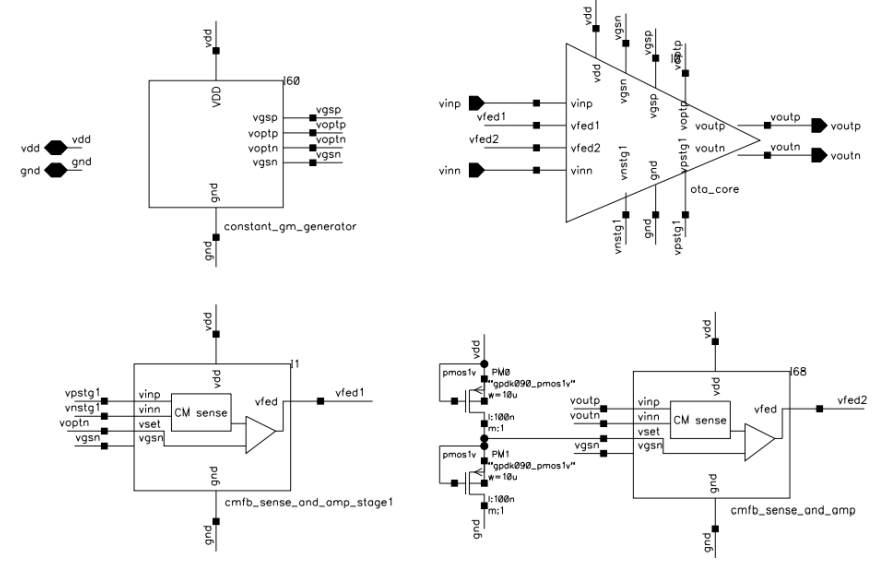 vdd
I60
VDD
vgsp vgsp
voptp voptp
voptn voptn
vgsn vgsn
vdd vdd
gnd gnd
gnd
constant_gm_generator
gnd
vdd
vgsn
vgsp
voptp
vdd
vgsn
vgsp
voptp
vinp vinp
vfed1 vfed1
vfed2 vfed2
vinn vinn
voutp voutp voutp
voutn voutn voutn
vnstg1
gnd
vpstg1
ota_core
vnstg1
gnd
vpstg1
vdd
I1
vdd
vpstg1 vinp
vnstg1 vinn
voptn vset
vgsn vgsn
CM sense
vfed vfed1
gnd
cmfb_sense_and_amp_stage1
gnd
vdd
pmos1v PM0
"gpdk090_pmos1v"
w=10u
l:100n
m:1
pmos1v PM1
"gpdk090_pmos1v"
w=10u
l:100n
m:1
gnd
vdd
I68
vdd
voutp vinp
voutn vinn
vset
vgsn vgsn
CM sense
vfed vfed2
gnd
cmfb_sense_and_amp
gnd